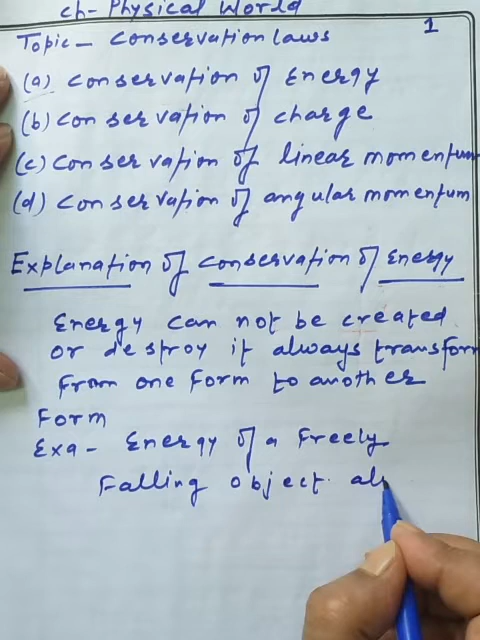 ch- Physical World
1
Topic - Conservation laws
(a) conservation of Energy
(b) conservation of charge
(c) conservation of linear momentum
(d) conservation of angular momentum
Explanation of conservation of Energy
Energy can not be created
or destroy it always transform
From one form to another
Form
Exa- Energy of a Freely
Falling object al